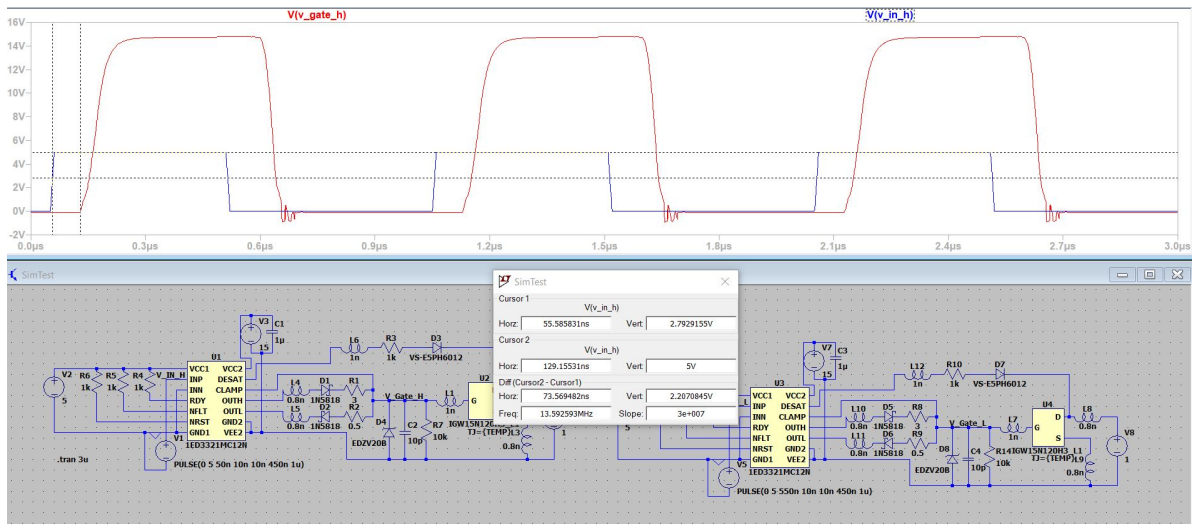 V(v_gate_h) V(v_in_h)
16V
14V
12V
10V
8V
6V
4V
2V
0V
-2V
0.0µs 0.3µs 0.6µs 0.9µs 1.2µs 1.5µs 1.8µs 2.1µs 2.4µs 2.7µs 3.0µs
SimTest
SimTest
Cursor 1
V(v_in_h)
Horz: 55.585831ns Vert: 2.7929155V
Cursor 2
V(v_in_h)
Horz: 129.15531ns Vert: 5V
Diff (Cursor2 - Cursor1)
Horz: 73.569482ns Vert: 2.2070845V
Freq: 13.592593MHz Slope: 3e+007
V3
15
C1
1µ
L6
1n
R3
1k
D3
VS-E5PH6012
U1
VCC1 VCC2
INP DESAT
INN CLAMP
RDY OUTH
NFLT OUTL
NRST GND2
GND1 VEE2
1ED3321MC12N
V2
5
R6
1k
R5
1k
R4
1k
V_IN_H
V1
PULSE(0 5 50n 10n 10n 450n 1u)
.tran 3u
L4
0.8n
D1
1N5818
R1
3
L5
0.8n
D2
1N5818
R2
0.5
V_Gate_H
D4
EDZV20B
C2
10p
R7
10k
L1
1n
U2
G
L3
0.8n
1
V7
15
C3
1µ
L12
1n
R10
1k
D7
VS-E5PH6012
U3
VCC1 VCC2
INP DESAT
INN CLAMP
RDY OUTH
NFLT OUTL
NRST GND2
GND1 VEE2
1ED3321MC12N
5
V5
PULSE(0 5 550n 10n 10n 450n 1u)
L10
0.8n
D5
1N5818
R8
3
L11
0.8n
D6
1N5818
R9
0.5
V_Gate_L
D8
EDZV20B
C4
10p
R14
10k
L7
1n
U4
G
D
S
IGW15N120H3_L1
TJ={TEMP}
L8
0.8n
L9
0.8n
V8
1